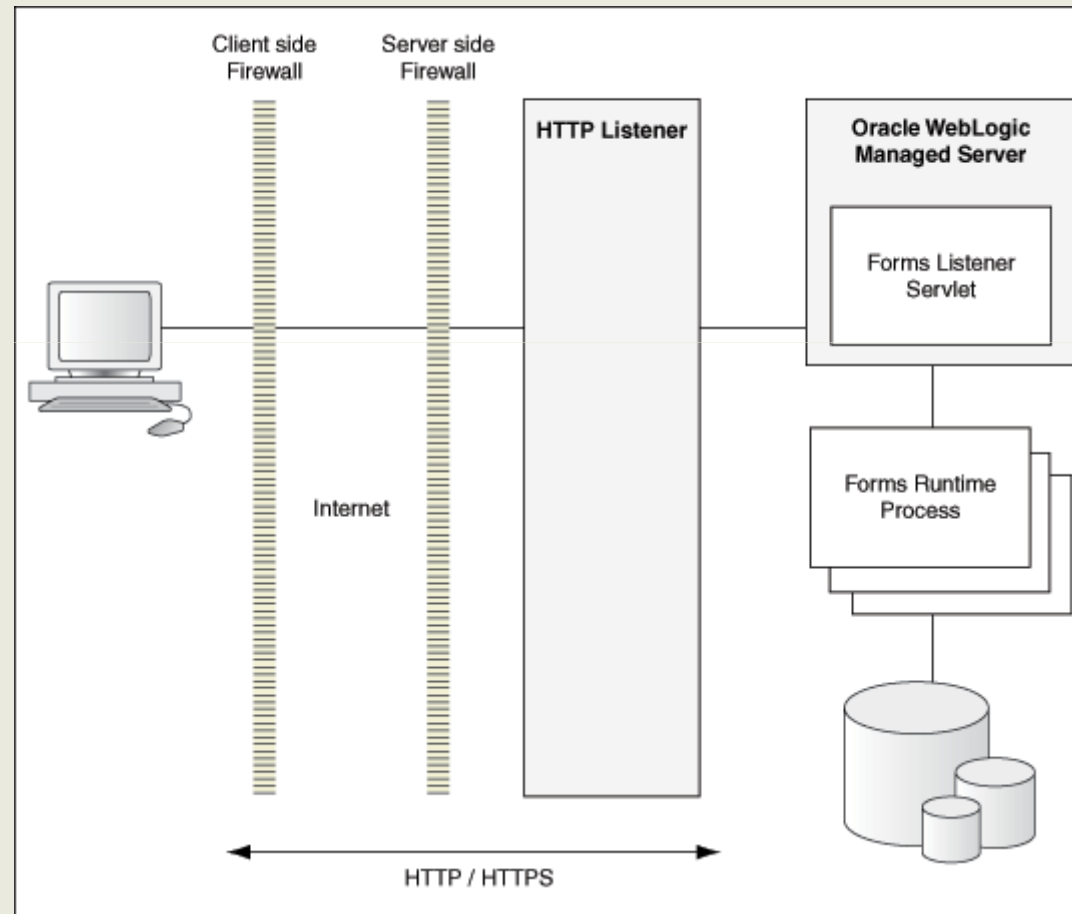 Client side
Firewall
Server side
Firewall
HTTP Listener
Oracle WebLogic
Managed Server
Forms Listener
Servlet
Internet
Forms Runtime
Process
HTTP / HTTPS